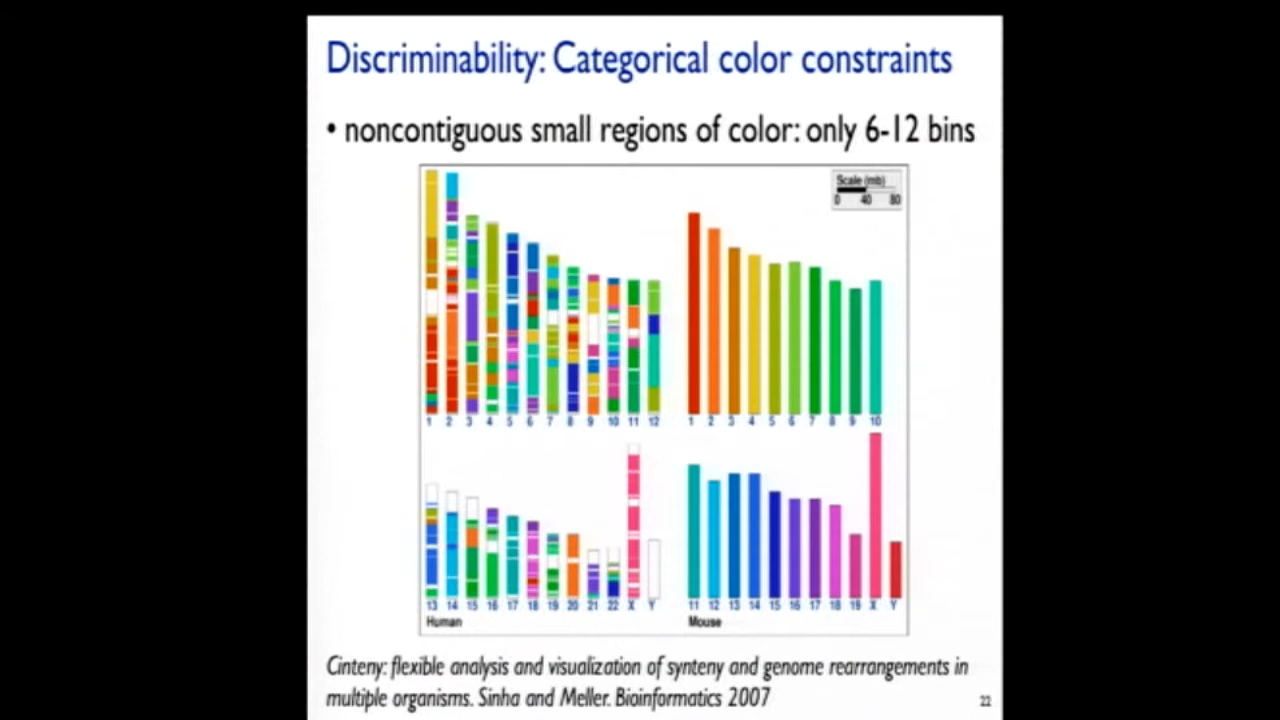 Discriminability: Categorical color constraints
• noncontiguous small regions of color: only 6-12 bins
Scale (mb)
0 40 80
1 2 3 4 5 6 7 8 9 10 11 12
1 2 3 4 5 6 7 8 9 10
13 14 15 16 17 18 19 20 21 22 X Y
11 12 13 14 15 16 17 18 19 X Y
Human
Mouse
Cinteny: flexible analysis and visualization of synteny and genome rearrangements in
multiple organisms. Sinha and Meller. Bioinformatics 2007
22